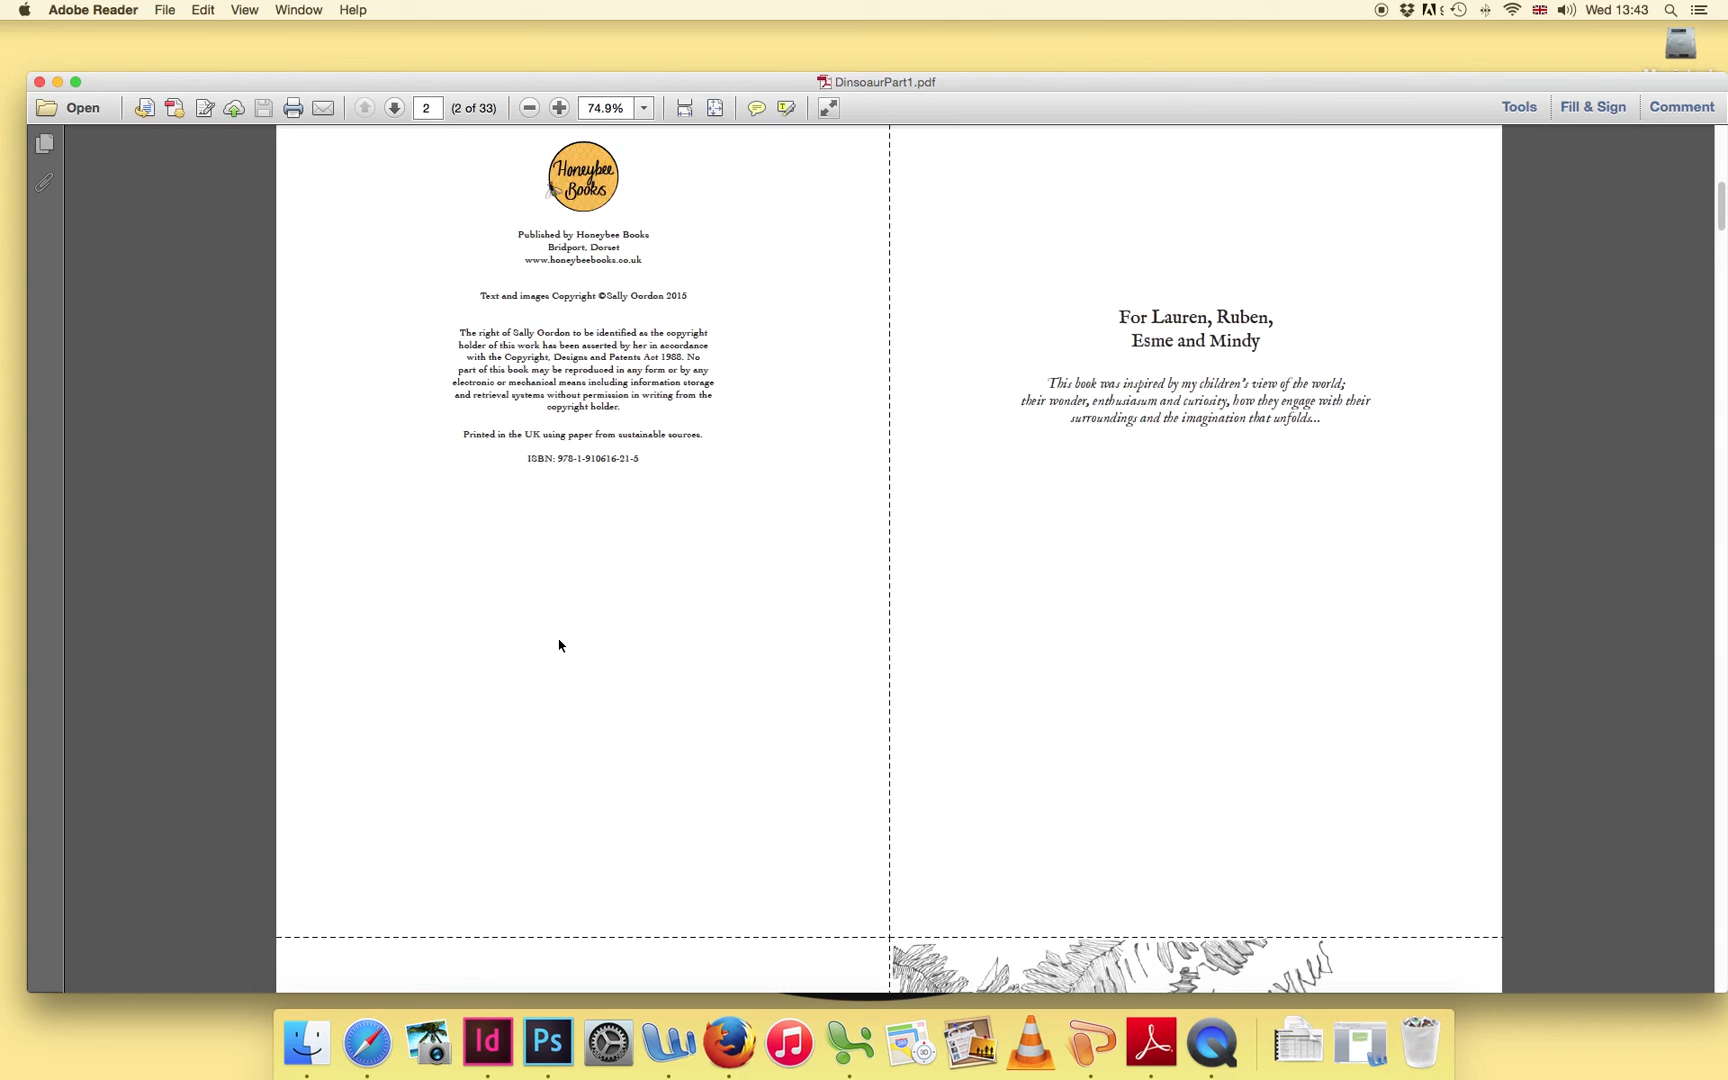 Adobe Reader File Edit View Window Help
Wed 13:43
DinsoaurPart1.pdf
Open
2 (2 of 33)
74.9%
Tools Fill & Sign Comment
Honeybee
Books
Published by Honeybee Books
Bridport, Dorset
www.honeybeebooks.co.uk
Text and images Copyright ©Sally Gordon 2015
The right of Sally Gordon to be identified as the copyright
holder of this work has been asserted by her in accordance
with the Copyright, Designs and Patents Act 1988. No
part of this book may be reproduced in any form or by any
electronic or mechanical means including information storage
and retrieval systems without permission in writing from the
copyright holder.
Printed in the UK using paper from sustainable sources.
ISBN: 978-1-910616-21-5
For Lauren, Ruben,
Esme and Mindy
This book was inspired by my children's view of the world;
their wonder, enthusiasum and curiosity, how they engage with their
surroundings and the imagination that unfolds...
Id
Ps